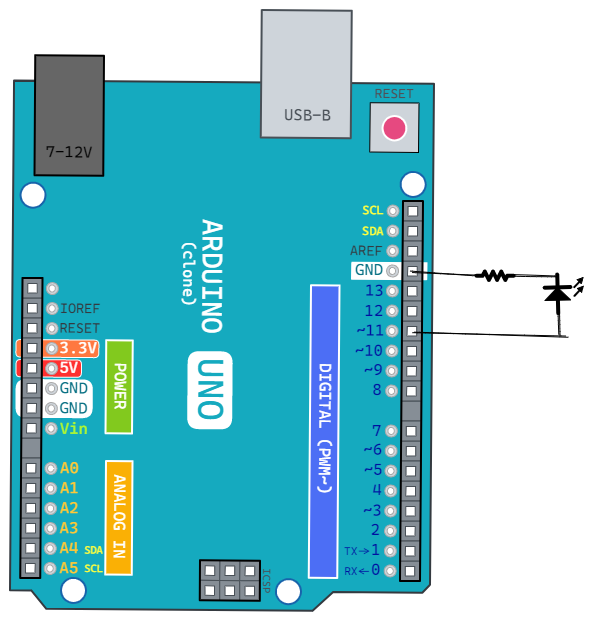 USB-B
RESET
7-12V
SCL
SDA
AREF
GND
13
12
~11
~10
~9
8
7
~6
~5
4
~3
2
TX→1
RX←0
ARDUINO
(clone)
UNO
DIGITAL (PWM~)
IOREF
RESET
3.3V
5V
GND
GND
Vin
POWER
A0
A1
A2
A3
A4 SDA
A5 SCL
ANALOG IN
ICSP